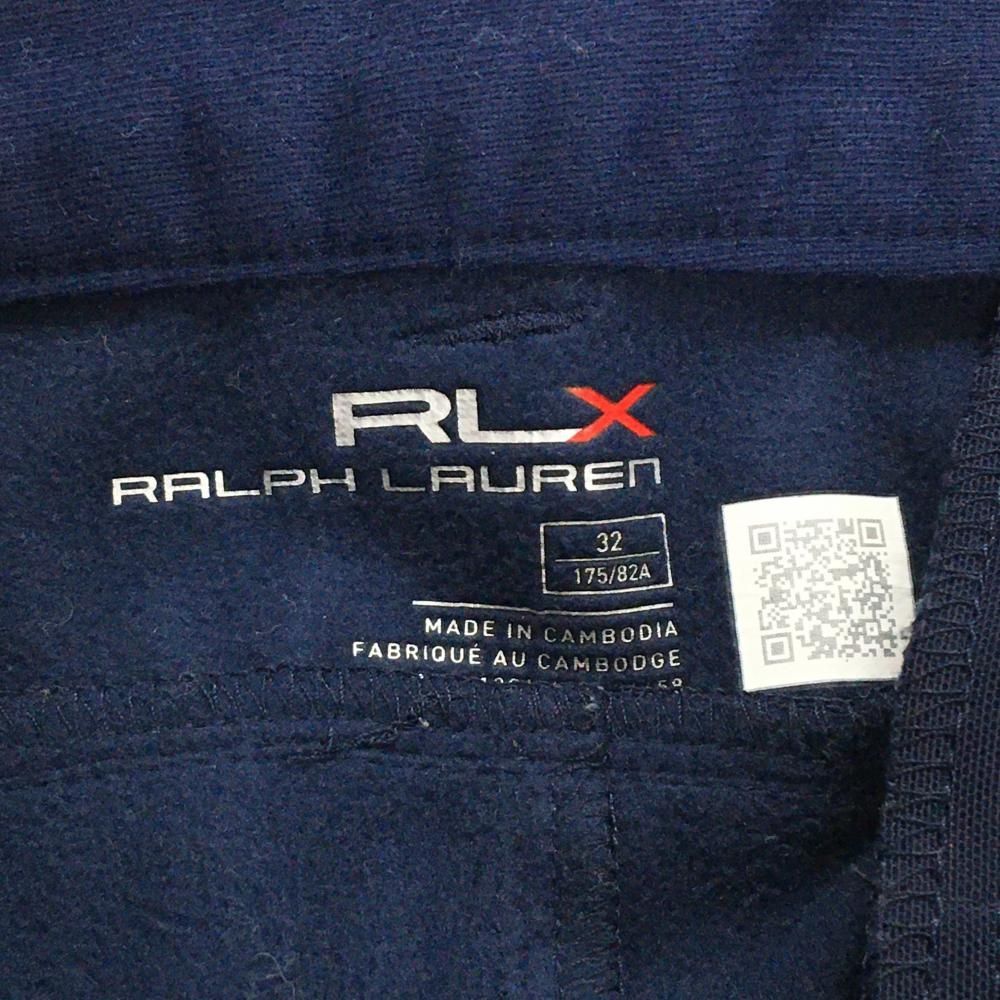 RLX
RALPH LAUREN
32
175/82A
MADE IN CAMBODIA
FABRIQUÉ AU CAMBODGE